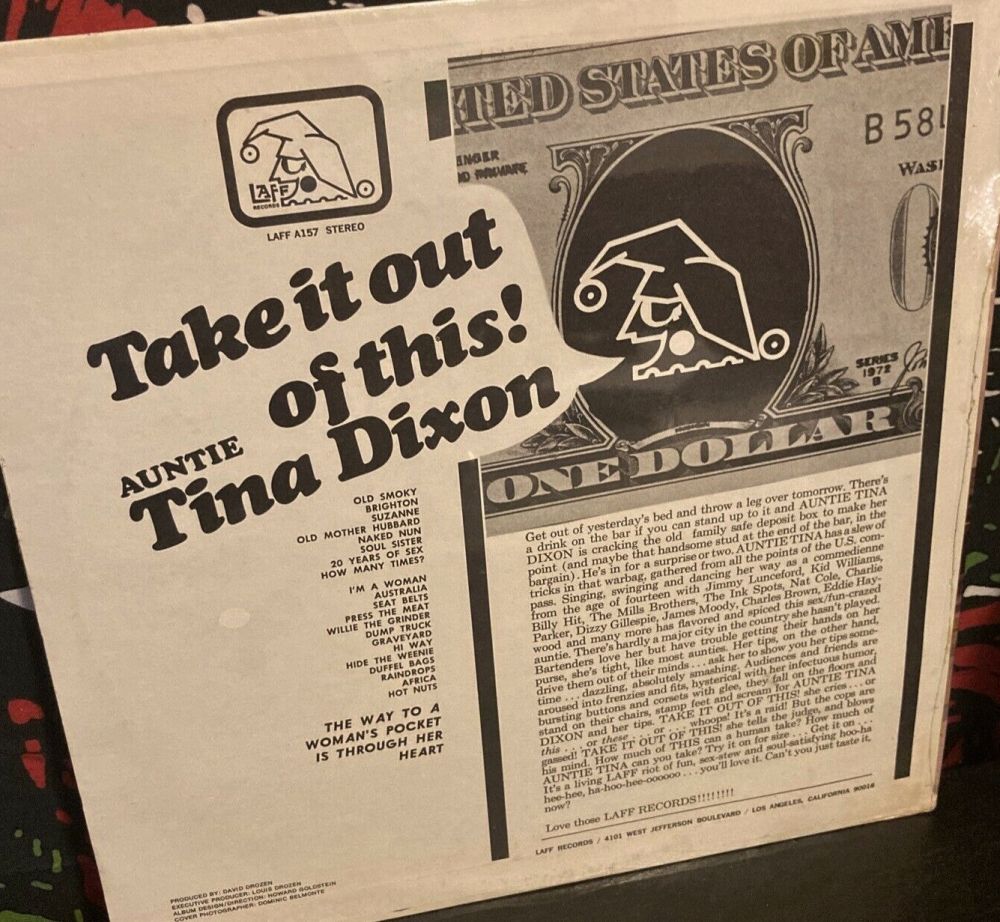 LAFF
RECORDS
LAFF A157 STEREO
Take it out
of this!
AUNTIE
Tina Dixon
OLD SMOKY
BRIGHTON
SUZANNE
OLD MOTHER HUBBARD
NAKED NUN
SOUL SISTER
20 YEARS OF SEX
HOW MANY TIMES?
I'M A WOMAN
AUSTRALIA
SEAT BELTS
PRESS THE MEAT
WILLIE THE GRINDER
DUMP TRUCK
GRAVEYARD
HI WAY
HIDE THE WEENIE
DUFFEL BAGS
RAINDROPS
AFRICA
HOT NUTS
THE WAY TO A
WOMAN'S POCKET
IS THROUGH HER
HEART
PRODUCED BY: DAVID DROZEN
EXECUTIVE PRODUCER: LOUIS DROZEN
ALBUM DESIGN/DIRECTION: HOWARD GOLDSTEIN
COVER PHOTOGRAPHER: DOMINIC BELMONTE
TED STATES OF AME
B 58
WAS
SERIES
1972
B
ONE DOLLAR
Get out of yesterday's bed and throw a leg over tomorrow. There's
a drink on the bar if you can stand up to it and AUNTIE TINA
DIXON is cracking the old family safe deposit box to make her
point (and maybe that handsome stud at the end of the bar, in the
bargain). He's in for a surprise or two. AUNTIE TINA has a slew of
tricks in that warbag, gathered from all the points of the U.S. com-
pass. Singing, swinging and dancing her way as a commedienne
from the age of fourteen with Jimmy Lunceford, Kid Williams,
Billy Hit, The Mills Brothers, The Ink Spots, Nat Cole, Charlie
Parker, Dizzy Gillespie, James Moody, Charles Brown, Eddie Hay-
wood and many more has flavored and spiced this sex/fun-crazed
auntie. There's hardly a major city in the country she hasn't played.
Bartenders love her but have trouble getting their hands on her
purse, she's tight, like most aunties. Her tips, on the other hand,
drive them out of their minds . . . ask her to show you her tips some-
time . . . dazzling, absolutely smashing. Audiences and friends are
aroused into frenzies and fits, hysterical with her infectuous humor,
bursting buttons and corsets with glee, they fall on the floors and
stand on their chairs, stamp feet and scream for AUNTIE TINA
DIXON and her tips. TAKE IT OUT OF THIS! she cries . . . or
this . . . or these . . . or . . . whoops! It's a raid! But the cops are
gassed! TAKE IT OUT OF THIS! she tells the judge, and blows
his mind. How much of THIS can a human take? How much of
AUNTIE TINA can you take? Try it on for size . . . Get it on . . .
It's a living LAFF riot of fun, sex-stew and soul-satisfying hoo-ha
hee-hee, ha-hoo-hee-oooooo . . . you'll love it. Can't you just taste it,
now?
Love those LAFF RECORDS!!!!!!!!
LAFF RECORDS / 4101 WEST JEFFERSON BOULEVARD / LOS ANGELES, CALIFORNIA 90016